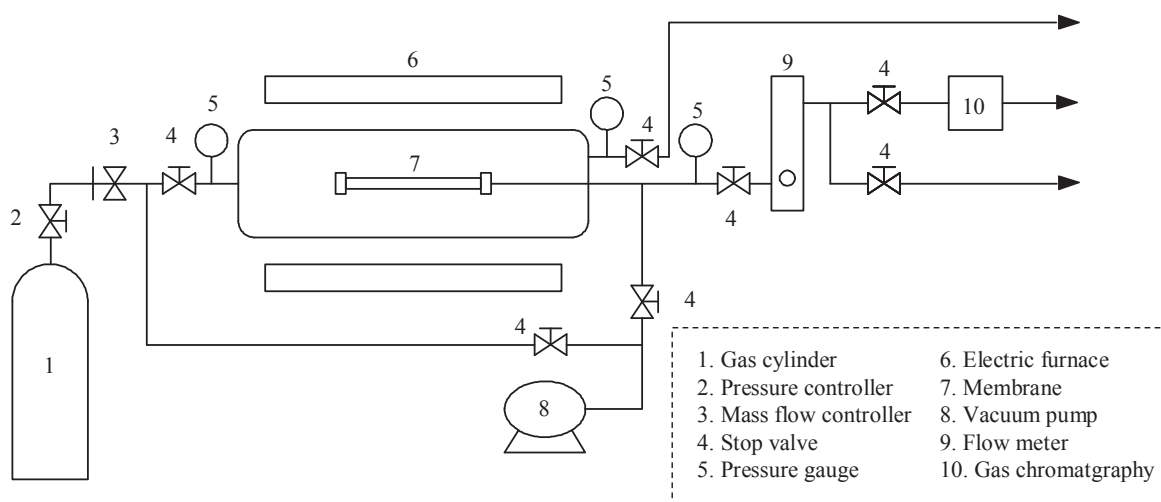 6
9
4
5
5
4
3
4
10
7
4
2
4
4
4
1
8
1. Gas cylinder
2. Pressure controller
3. Mass flow controller
4. Stop valve
5. Pressure gauge
6. Electric furnace
7. Membrane
8. Vacuum pump
9. Flow meter
10. Gas chromatgraphy